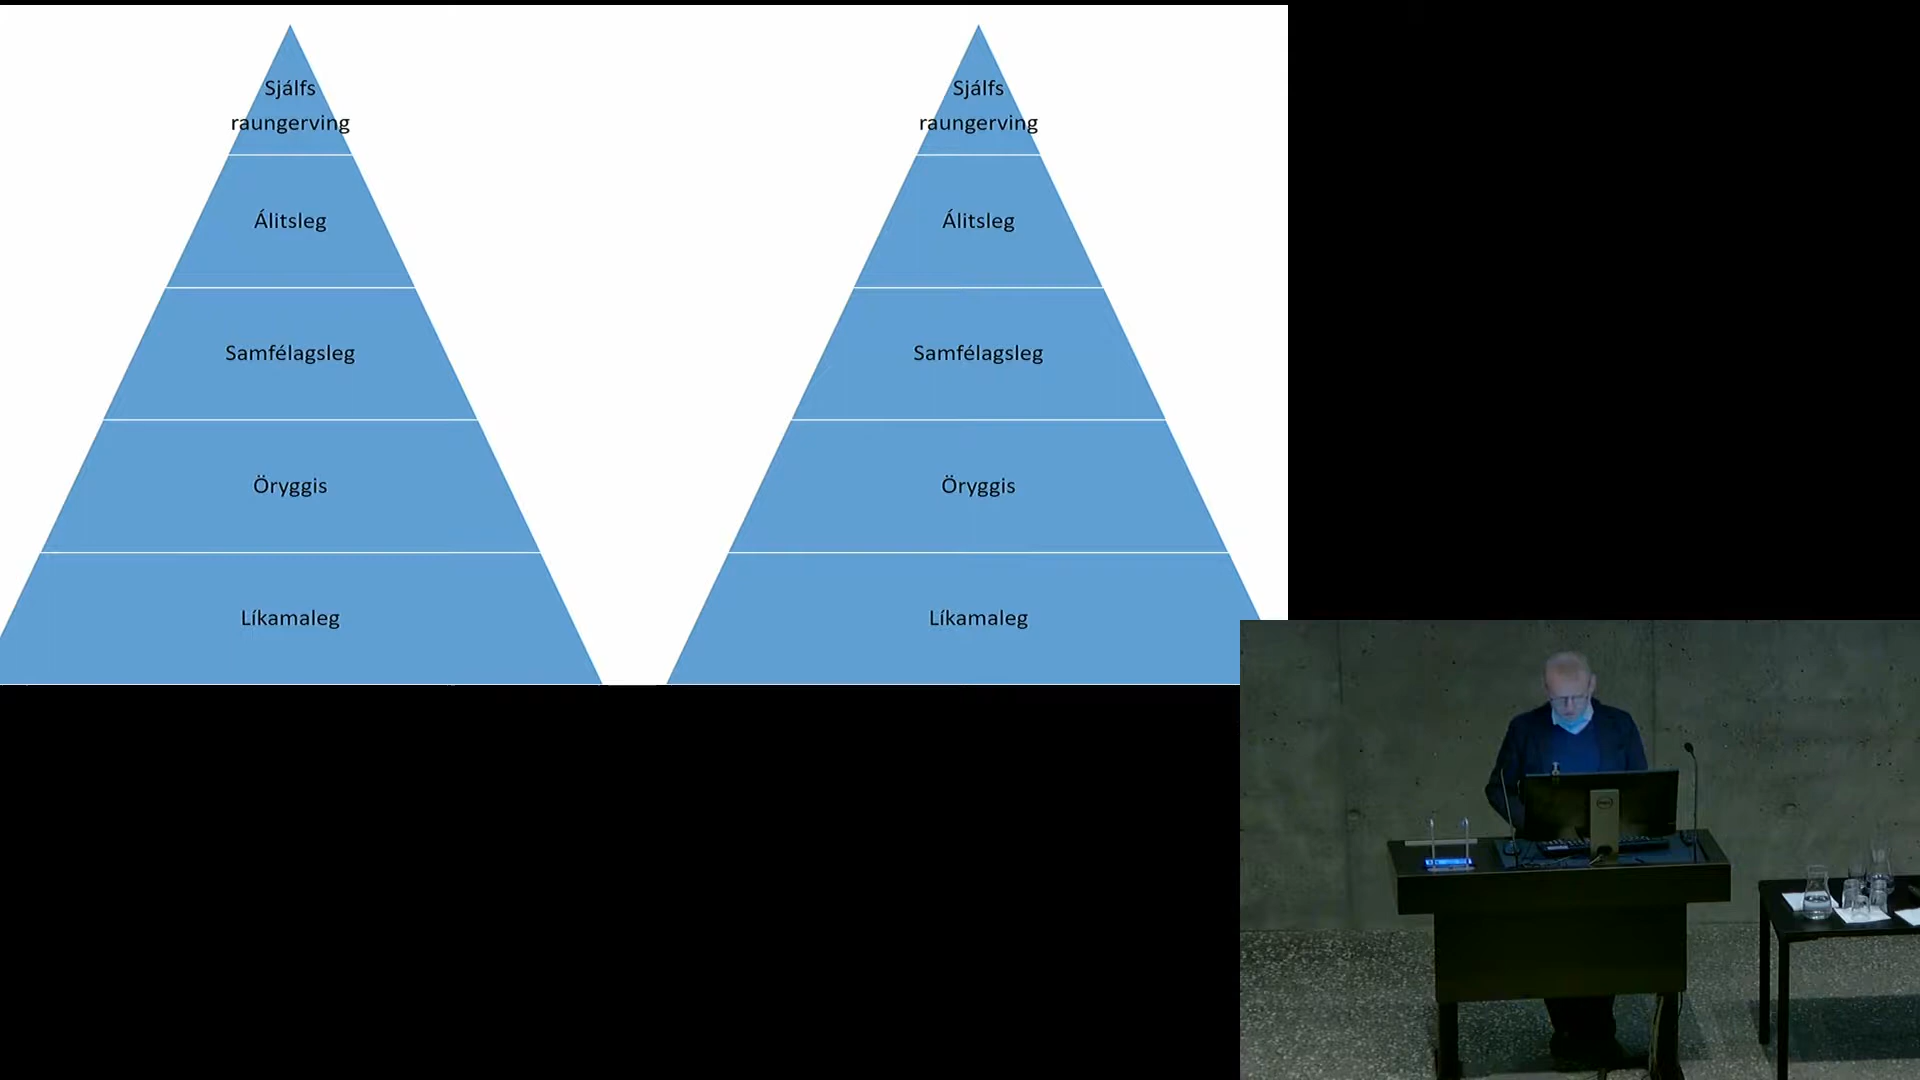 Sjálfs
raungerving
Álitsleg
Samfélagsleg
Öryggis
Líkamaleg
Sjálfs
raungerving
Álitsleg
Samfélagsleg
Öryggis
Líkamaleg